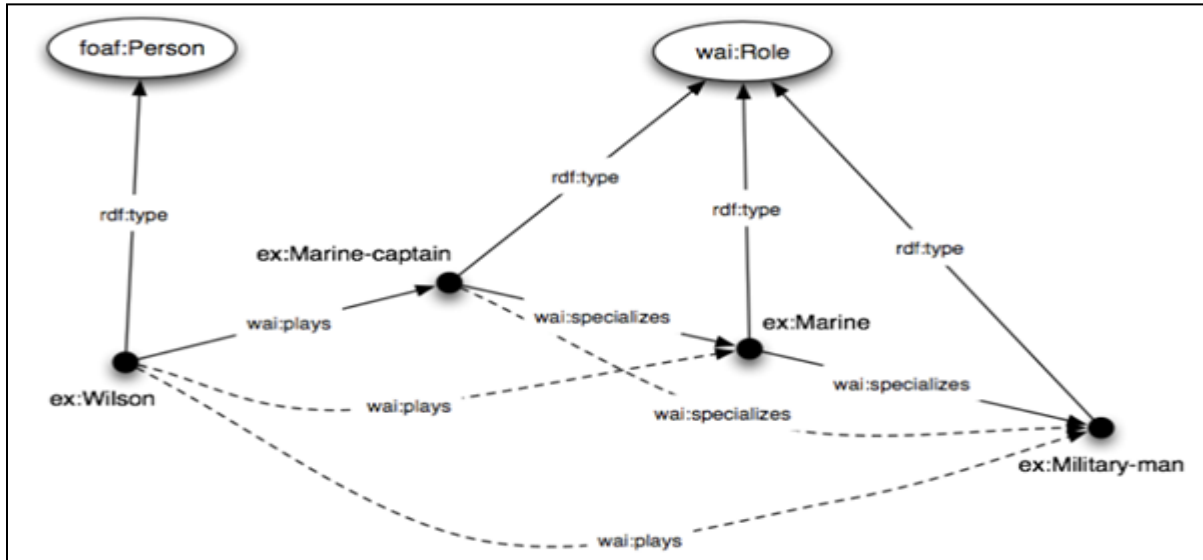 foaf:Person
wai:Role
rdf:type
rdf:type
rdf:type
rdf:type
ex:Marine-captain
wai:plays
wai:specializes
ex:Marine
ex:Wilson
wai:plays
wai:specializes
wai:specializes
ex:Military-man
wai:plays